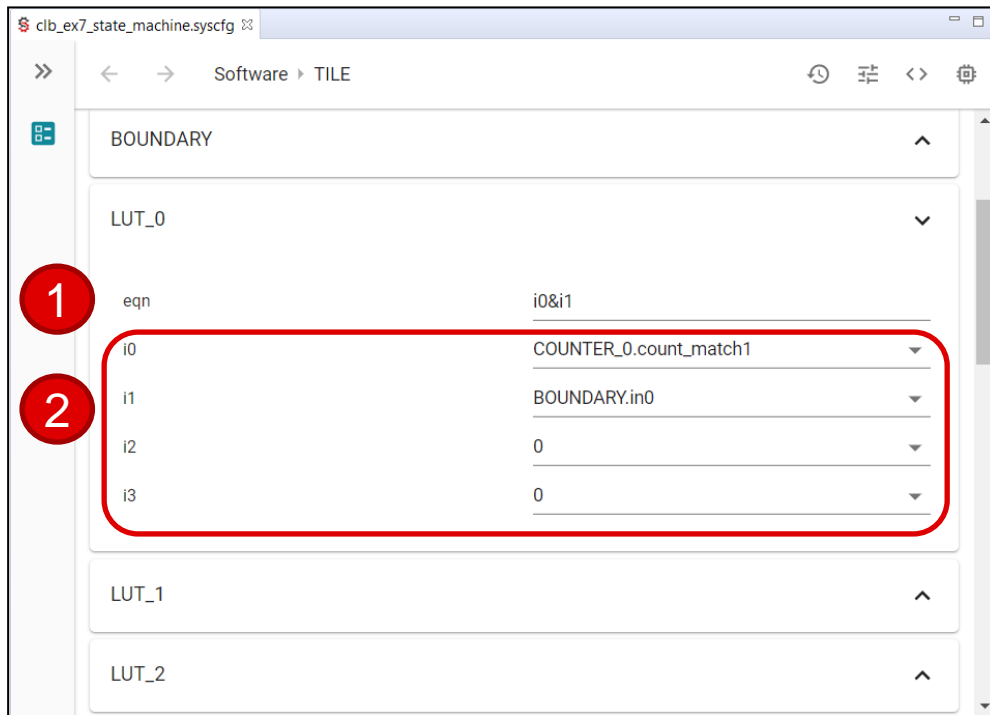 clb_ex7_state_machine.syscfg
Software TILE
BOUNDARY
LUT_0
1
eqn i0&i1
i0 COUNTER_0.count_match1
2
i1 BOUNDARY.in0
i2 0
i3 0
LUT_1
LUT_2